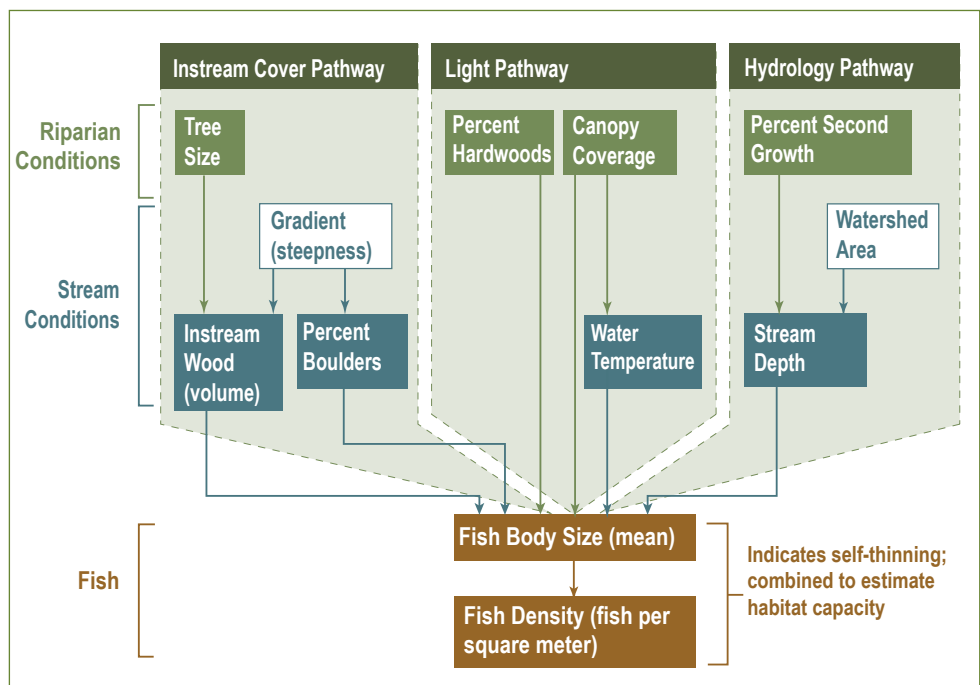 Instream Cover Pathway
Light Pathway
Hydrology Pathway
Riparian
Conditions
Tree
Size
Percent
Hardwoods
Canopy
Coverage
Percent Second
Growth
Stream
Conditions
Gradient
(steepness)
Watershed
Area
Instream
Wood
(volume)
Percent
Boulders
Water
Temperature
Stream
Depth
Fish
Fish Body Size (mean)
Fish Density (fish per
square meter)
Indicates self-thinning;
combined to estimate
habitat capacity